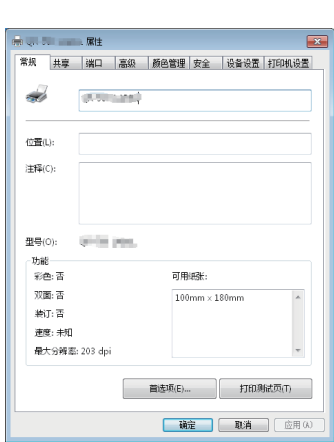 属性
常规 共享 端口 高级 颜色管理 安全 设备设置 打印机设置
位置(L):
注释(C):
型号(O):
功能
彩色: 否
可用纸张:
双面: 否
100mm x 180mm
装订: 否
速度: 未知
最大分辨率: 203 dpi
首选项(E)...
打印测试页(T)
确定 取消 应用(A)